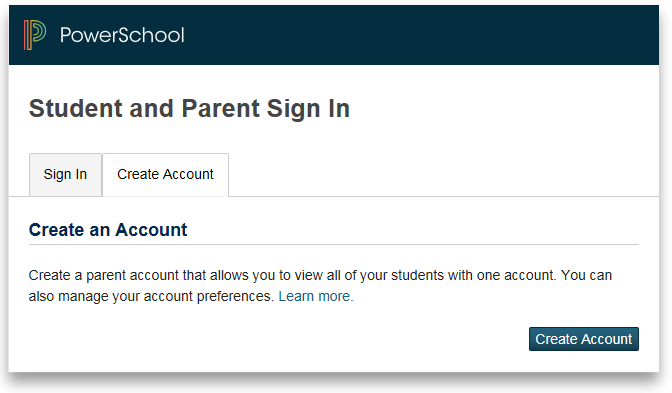 PowerSchool
Student and Parent Sign In
Sign In
Create Account
Create an Account
Create a parent account that allows you to view all of your students with one account. You can
also manage your account preferences. Learn more.
Create Account